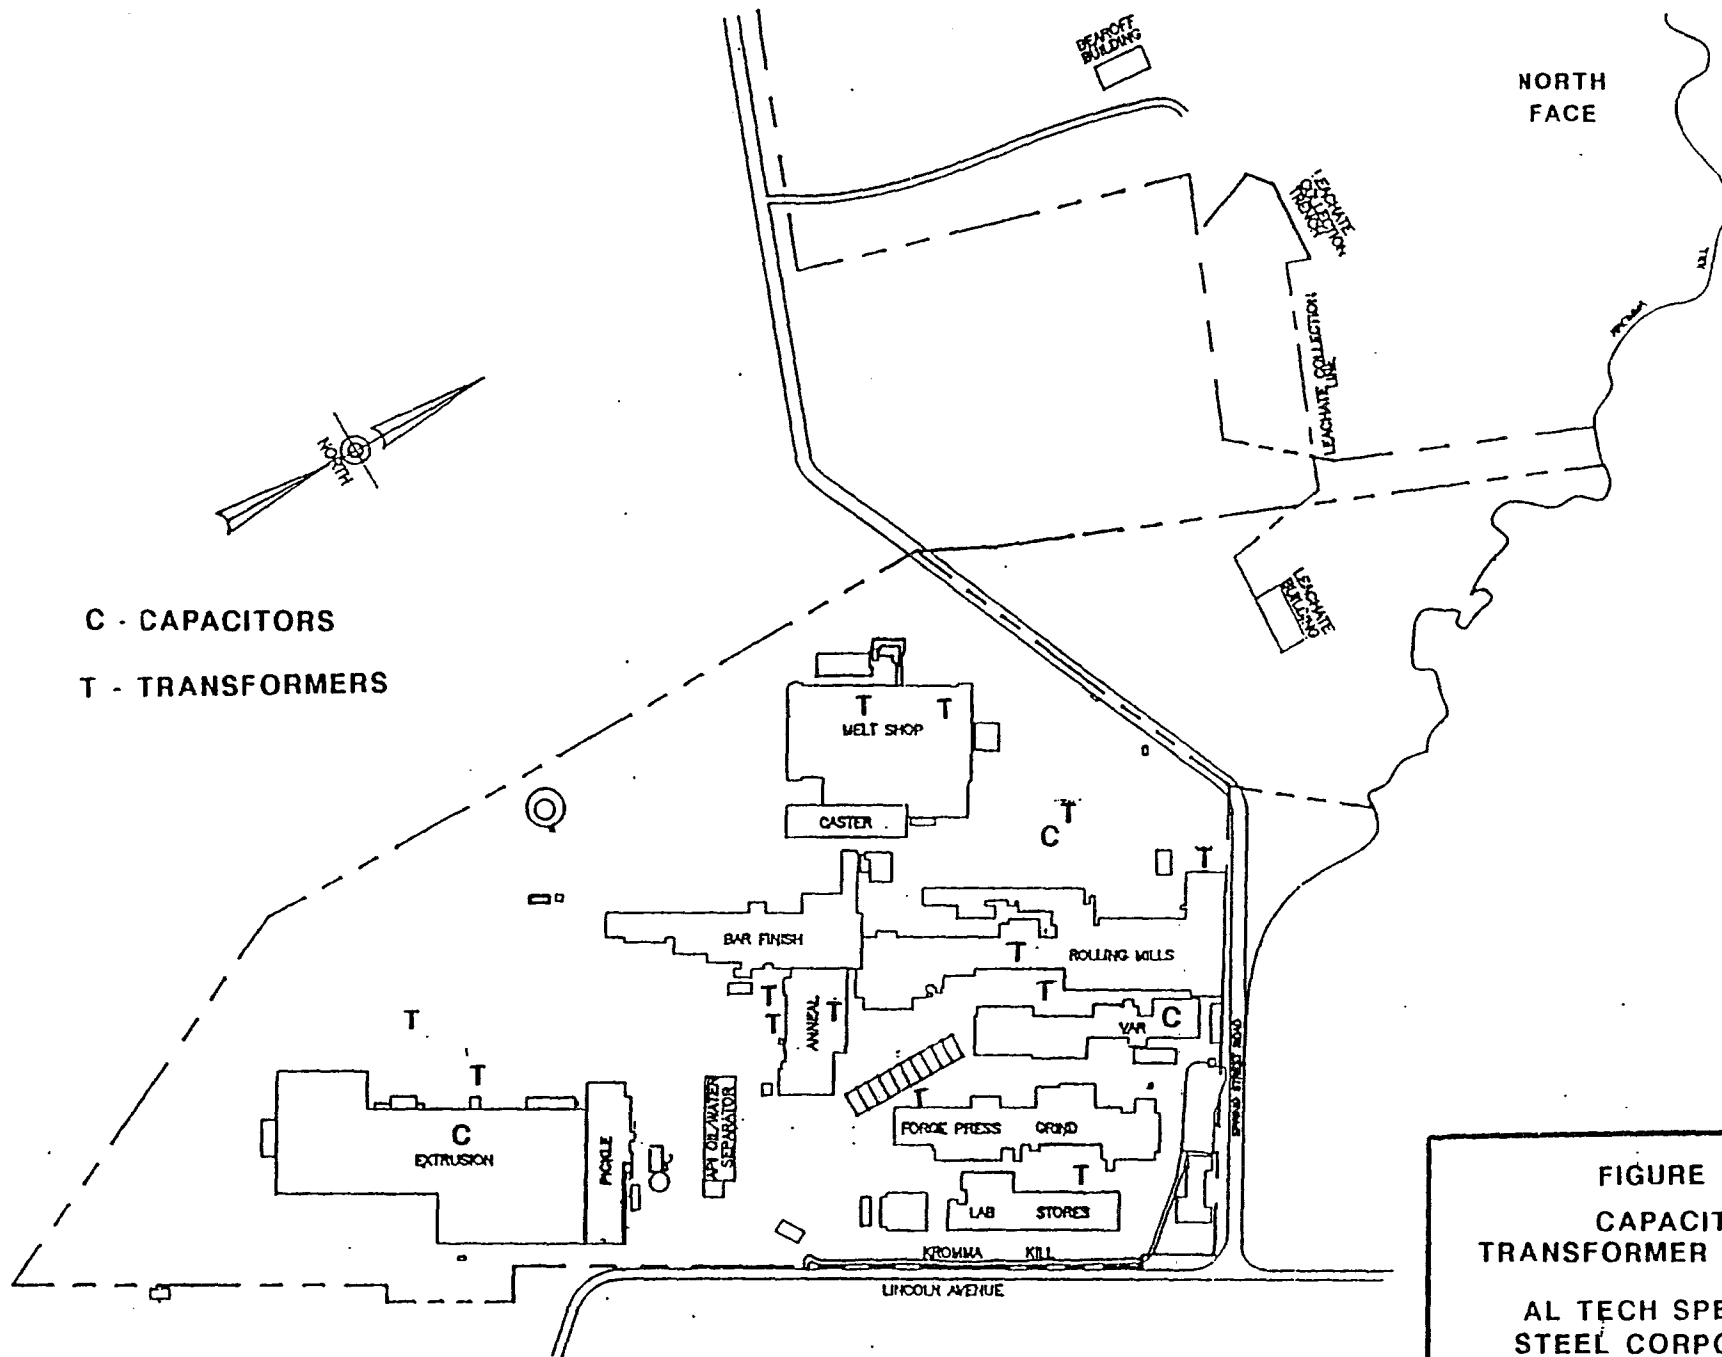 BEAROFF
BUILDING
NORTH
FACE
LEACHATE
COLLECTION
TRENCH
KILL
LEACHATE COLLECTION
LINE
NORTH
C - CAPACITORS
T - TRANSFORMERS
LEACHATE
BUILDING
T
T
MELT SHOP
CASTER
T
C
T
BAR FINISH
T
ROLLING MILLS
T
T
T
T
ANNEAL
VAR
C
SPRING STREET ROAD
T
T
C
EXTRUSION
PICKLE
API OIL/WATER
SEPARATOR
T
FORGE PRESS
GRIND
T
LAB
STORES
KROMMA KILL
LINCOLN AVENUE
FIGURE
CAPACIT
TRANSFORMER
AL TECH SPE
STEEL CORPO